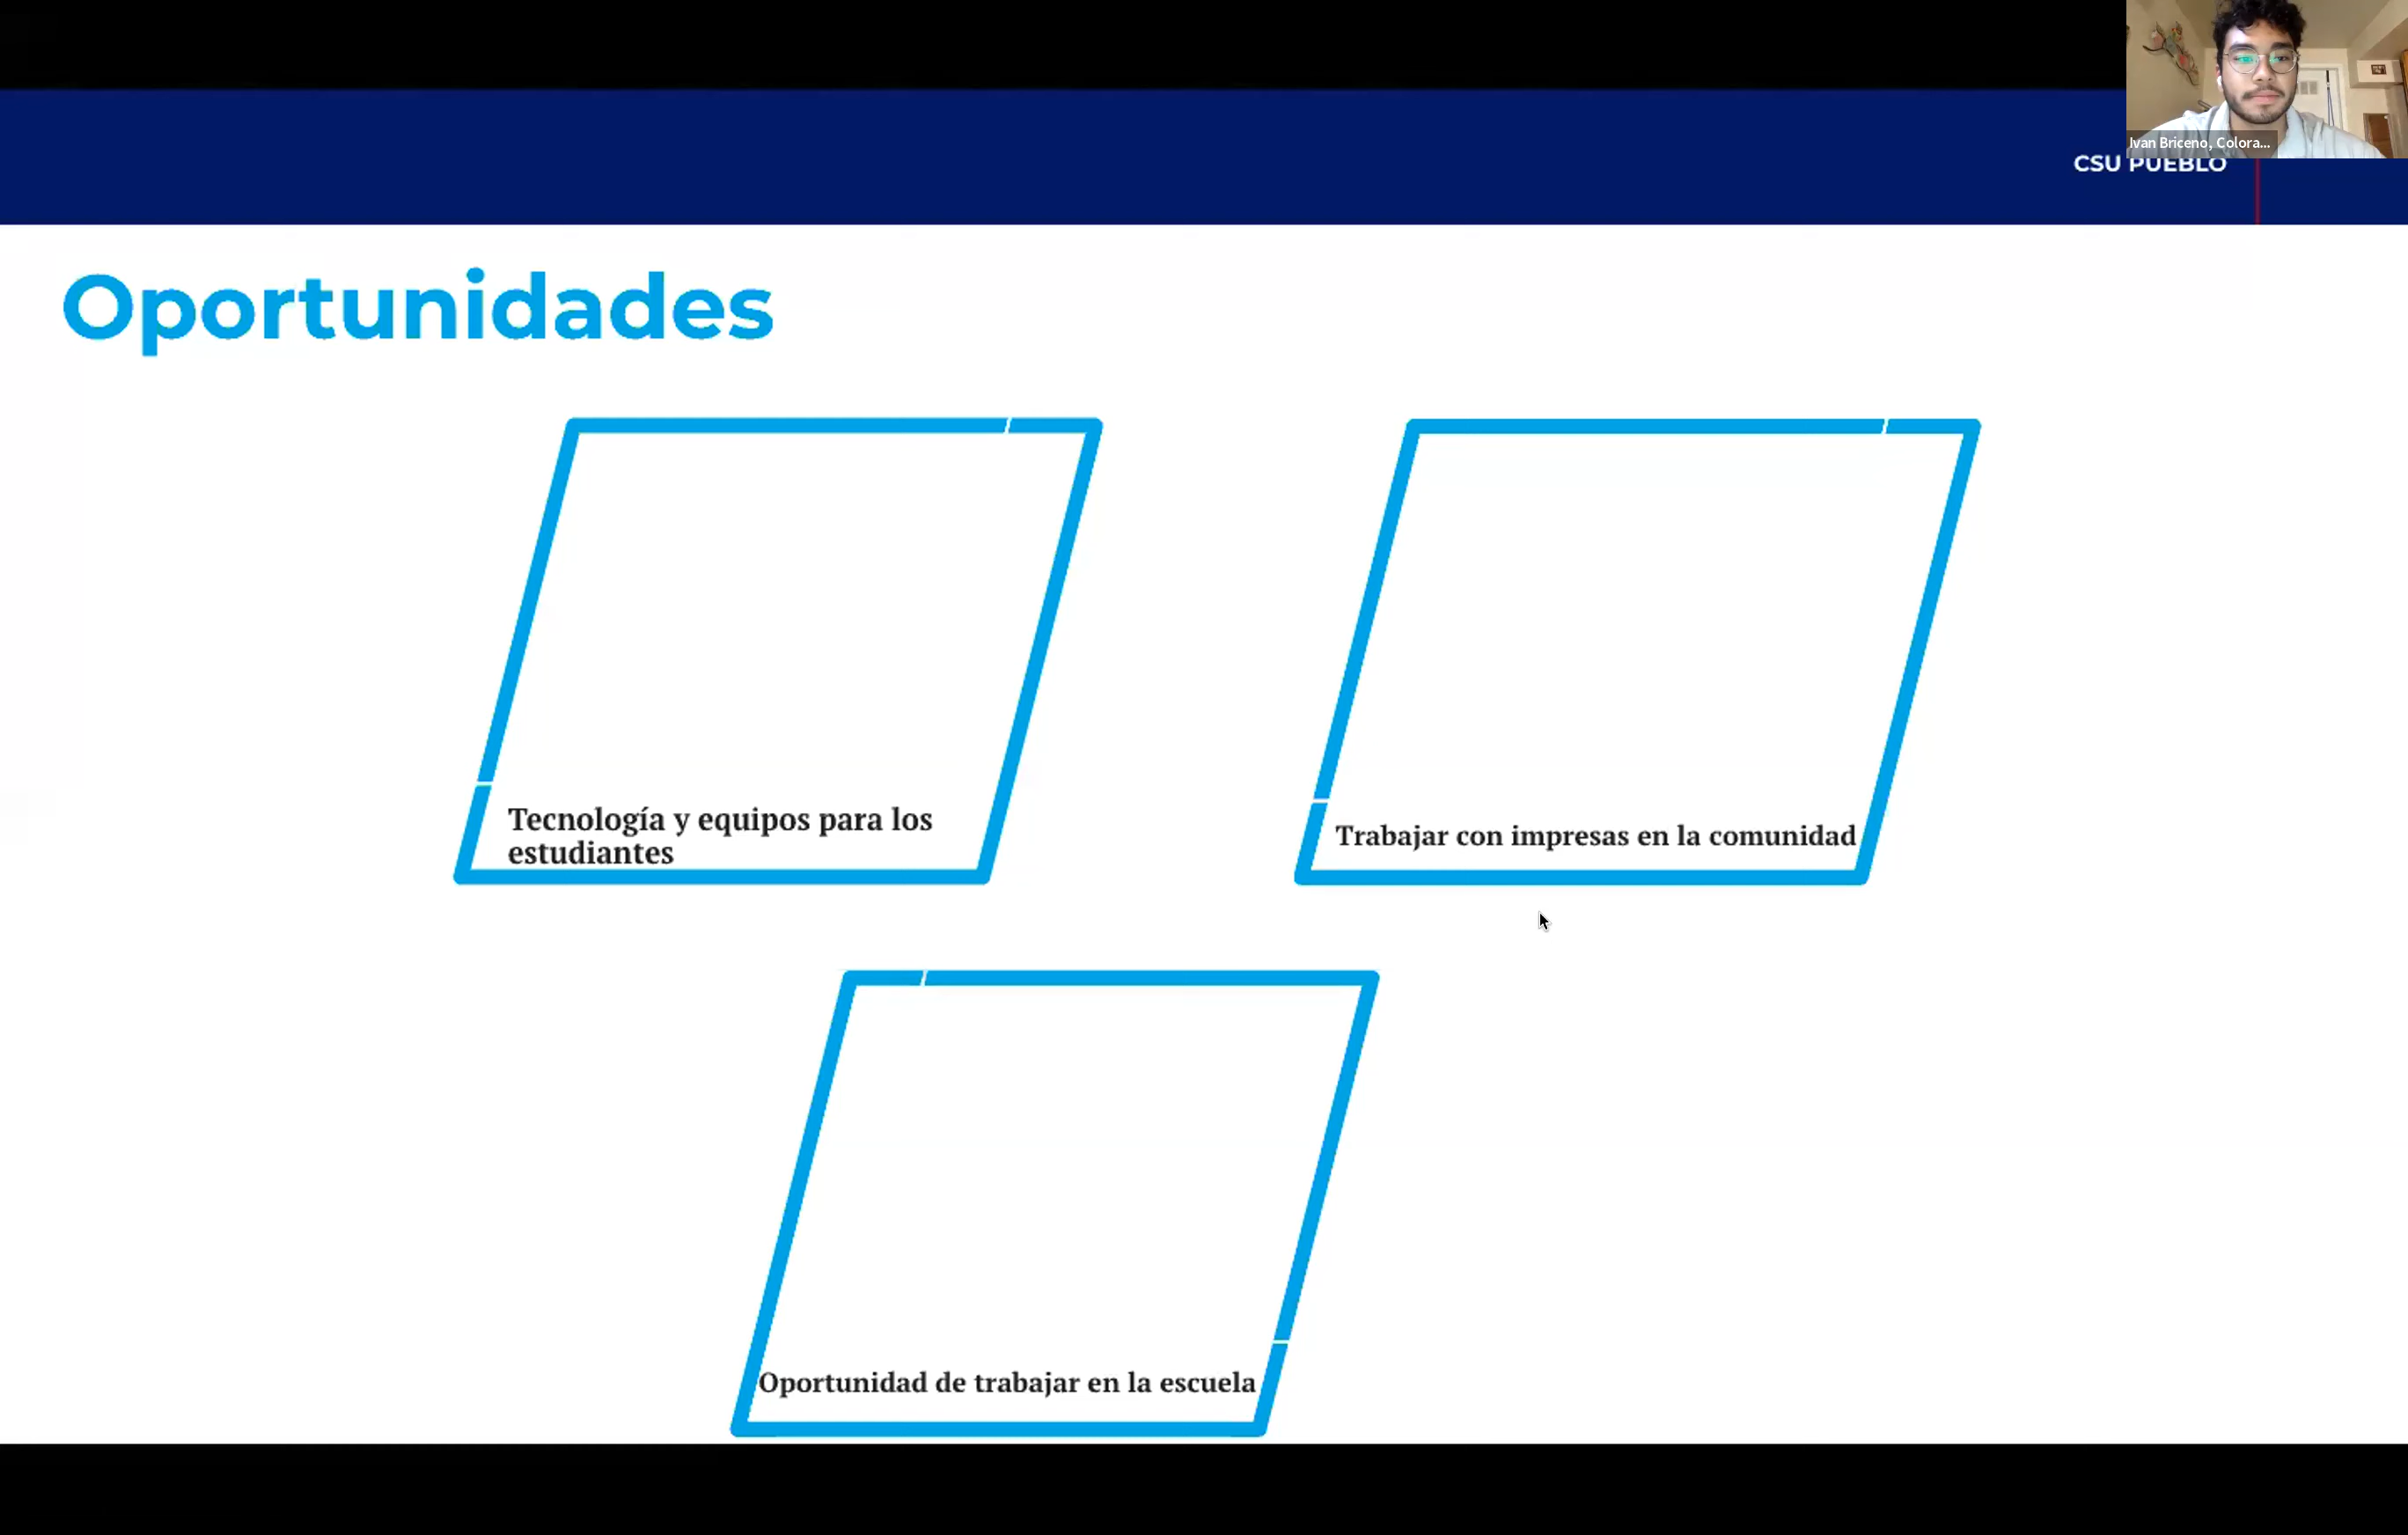 Ivan Briceno, Colora...
CSU PUEBLO
Oportunidades
Tecnología y equipos para los
estudiantes
Trabajar con impresas en la comunidad
Oportunidad de trabajar en la escuela